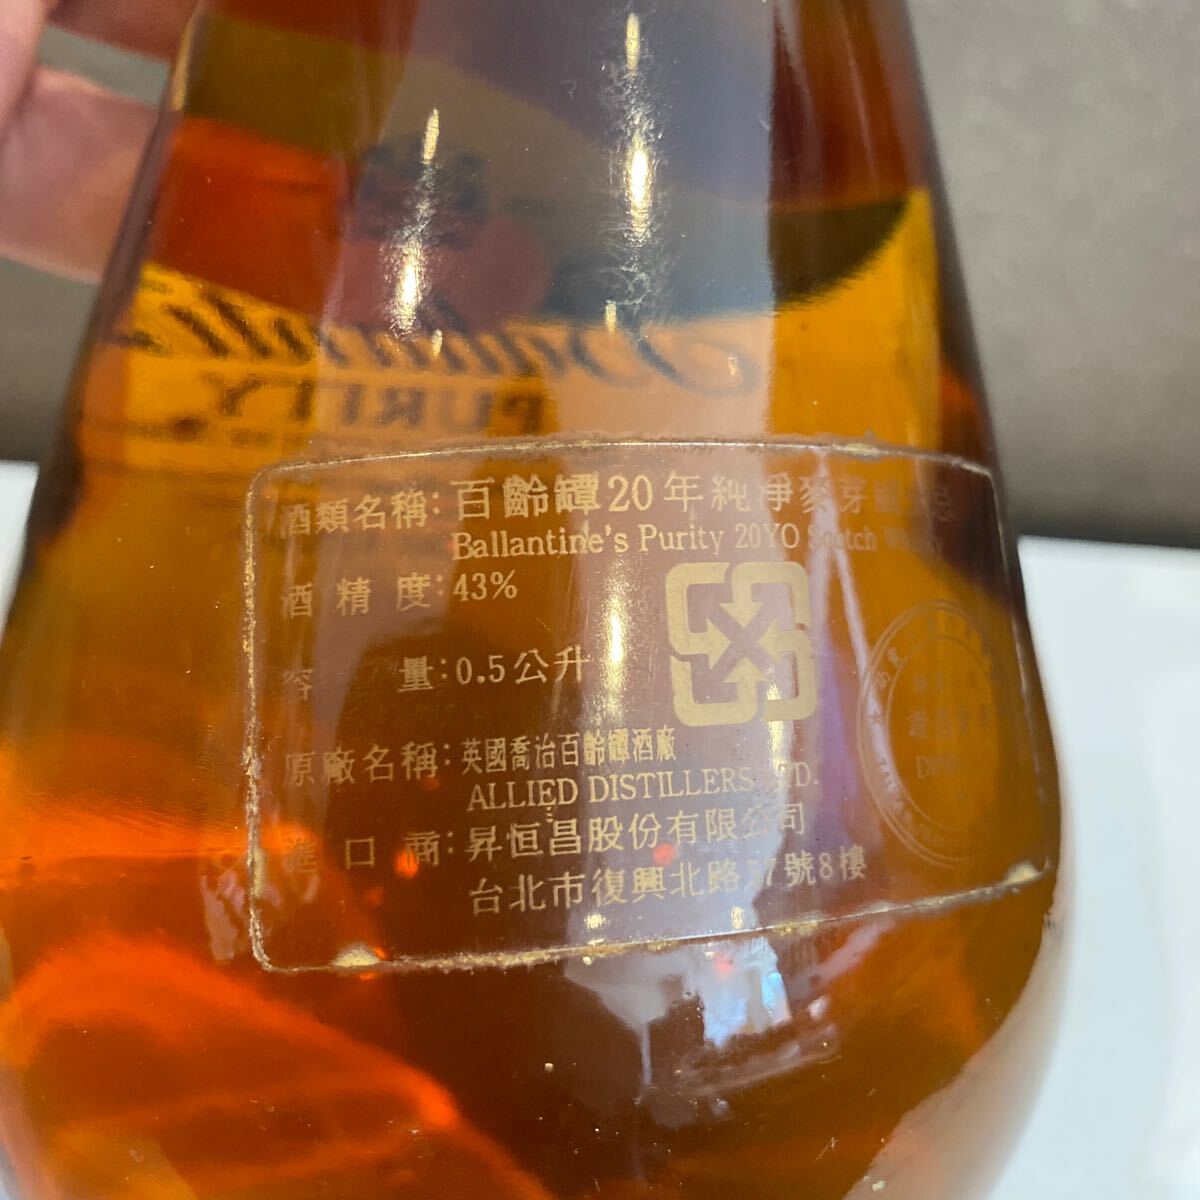 Ballantine's
PURITY
酒類名稱: 百齡罈20年純淨麥芽威士忌
Ballantine's Purity 20YO Scotch Whisky
酒精度: 43%
容量: 0.5公升
原廠名稱: 英國喬治百齡罈酒廠
ALLIED DISTILLERS LTD.
進口商: 昇恒昌股份有限公司
台北市復興北路57號8樓